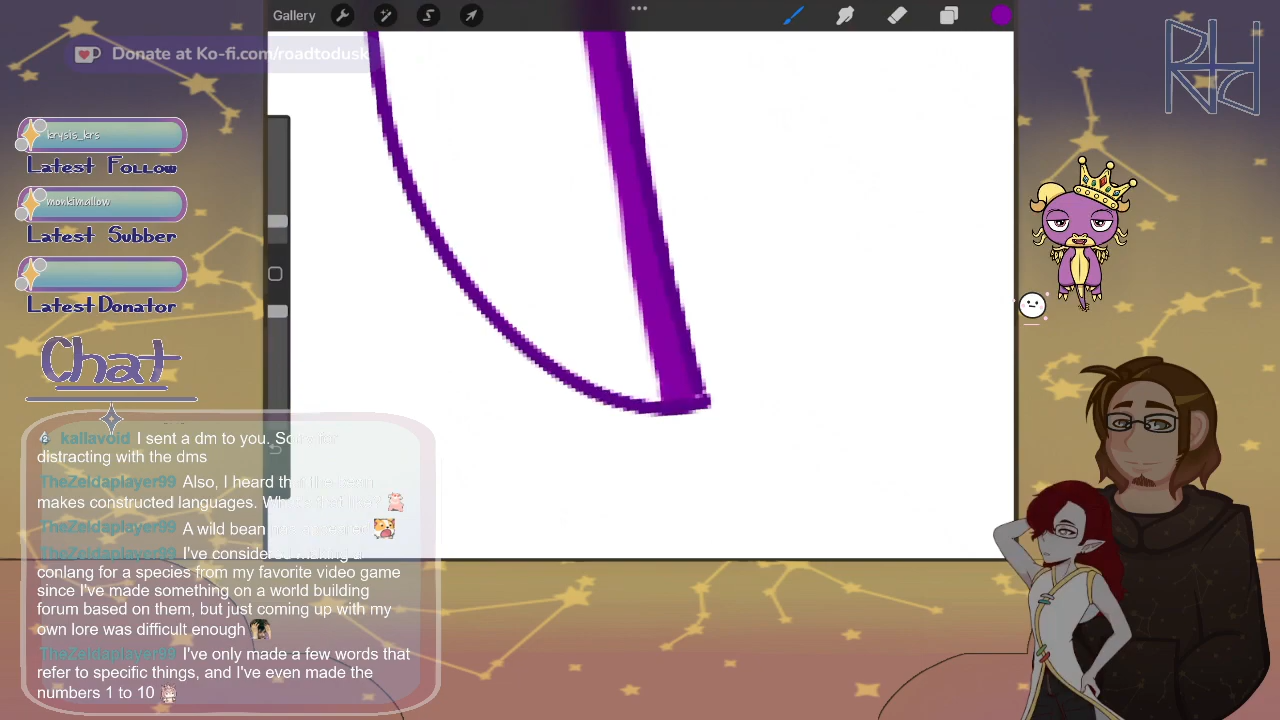 Gallery
Donate at Ko-fi.com/roadtodusk
krysis_krs
Latest Follow
monkimallow
Latest Subber
Latest Donator
Chat
kallavoid I sent a dm to you.
distracting with the dms
TheZeldaplayer99 Also, I heard
makes constructed languages.
TheZeldaplayer99 A wild bean
TheZeldaplayer99 I've considered making a
conlang for a species from my favorite video game
since I've made something on a world building
forum based on them, but just coming up with my
own lore was difficult enough
TheZeldaplayer99 I've only made a few words that
refer to specific things, and I've even made the
numbers 1 to 10